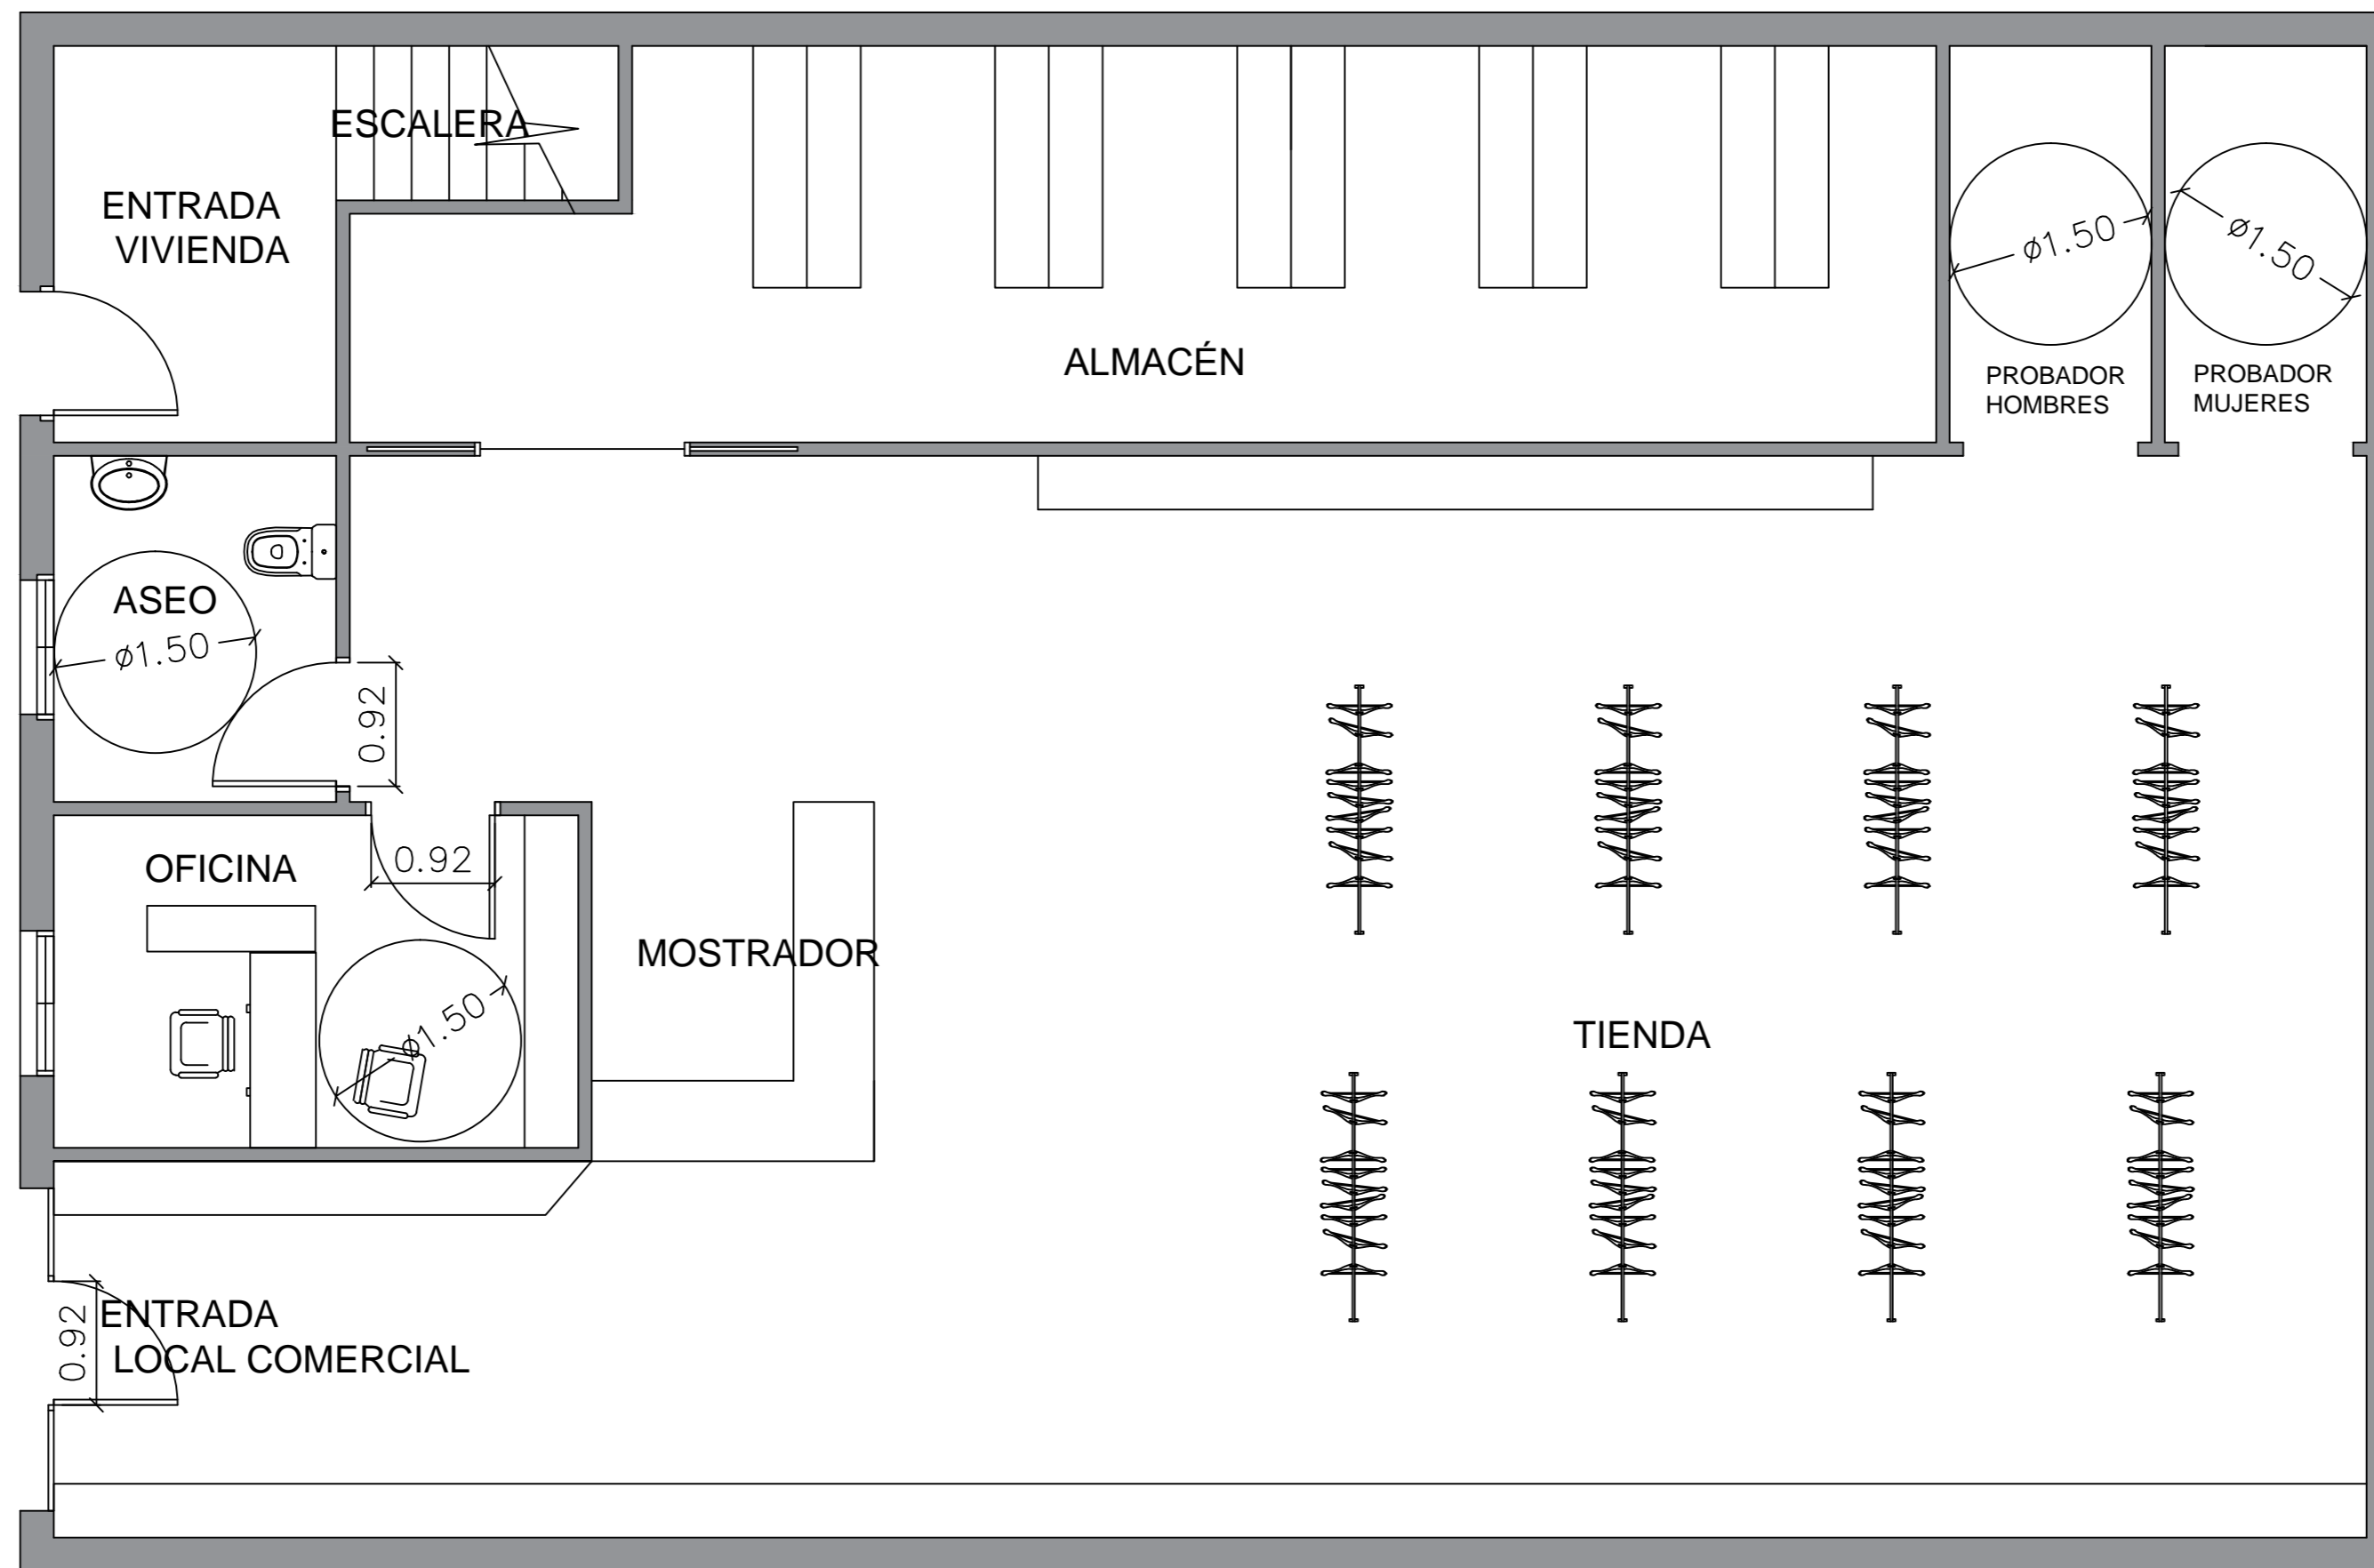 ESCALERA
ENTRADA
VIVIENDA
ø1.50
ø1.50
ALMACÉN
PROBADOR
HOMBRES
PROBADOR
MUJERES
ASEO
ø1.50
0.92
OFICINA
0.92
MOSTRADOR
ø1.50
TIENDA
0.92
ENTRADA
LOCAL COMERCIAL